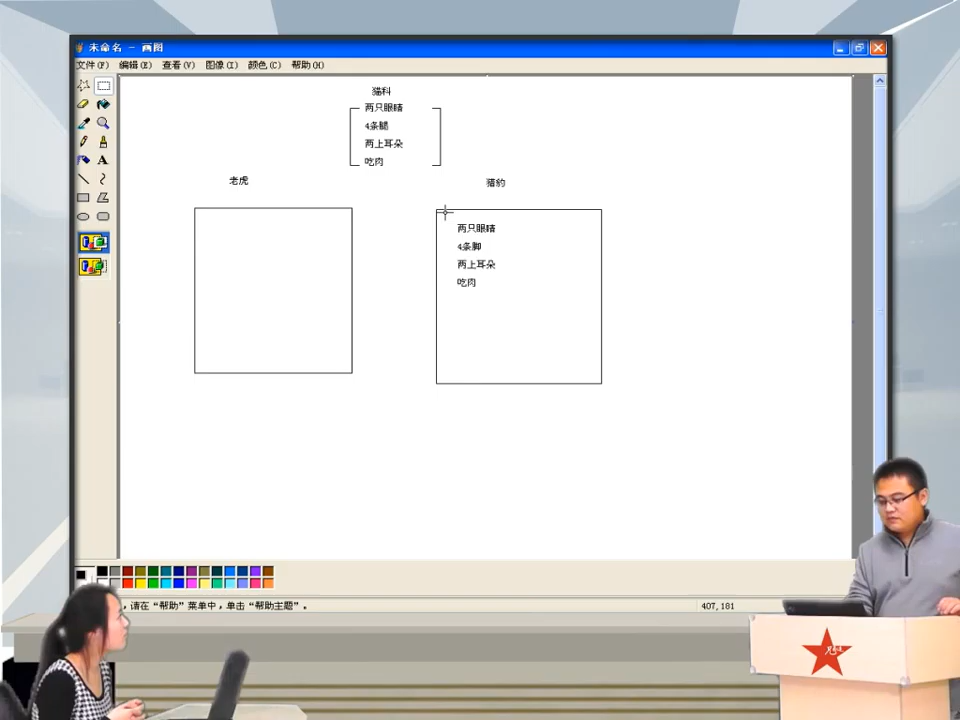 未命名 - 画图
文件(F) 编辑(E) 查看(V) 图像(I) 颜色(C) 帮助(H)
猫科
两只眼睛
4条腿
两上耳朵
吃肉
老虎
猎豹
两只眼睛
4条脚
两上耳朵
吃肉
A
，请在“帮助”菜单中，单击“帮助主题”。
407,181